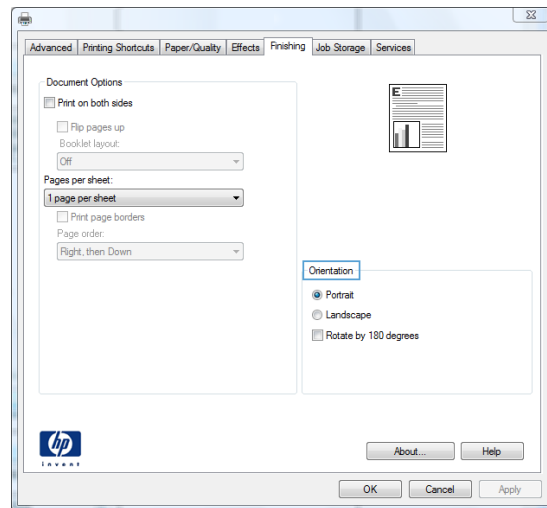 Advanced Printing Shortcuts Paper/Quality Effects Finishing Job Storage Services
Document Options
Print on both sides
Flip pages up
Booklet layout:
Off
Pages per sheet:
1 page per sheet
Print page borders
Page order:
Right, then Down
E
Orientation
Portrait
Landscape
Rotate by 180 degrees
hp
invent
About... Help
OK Cancel Apply